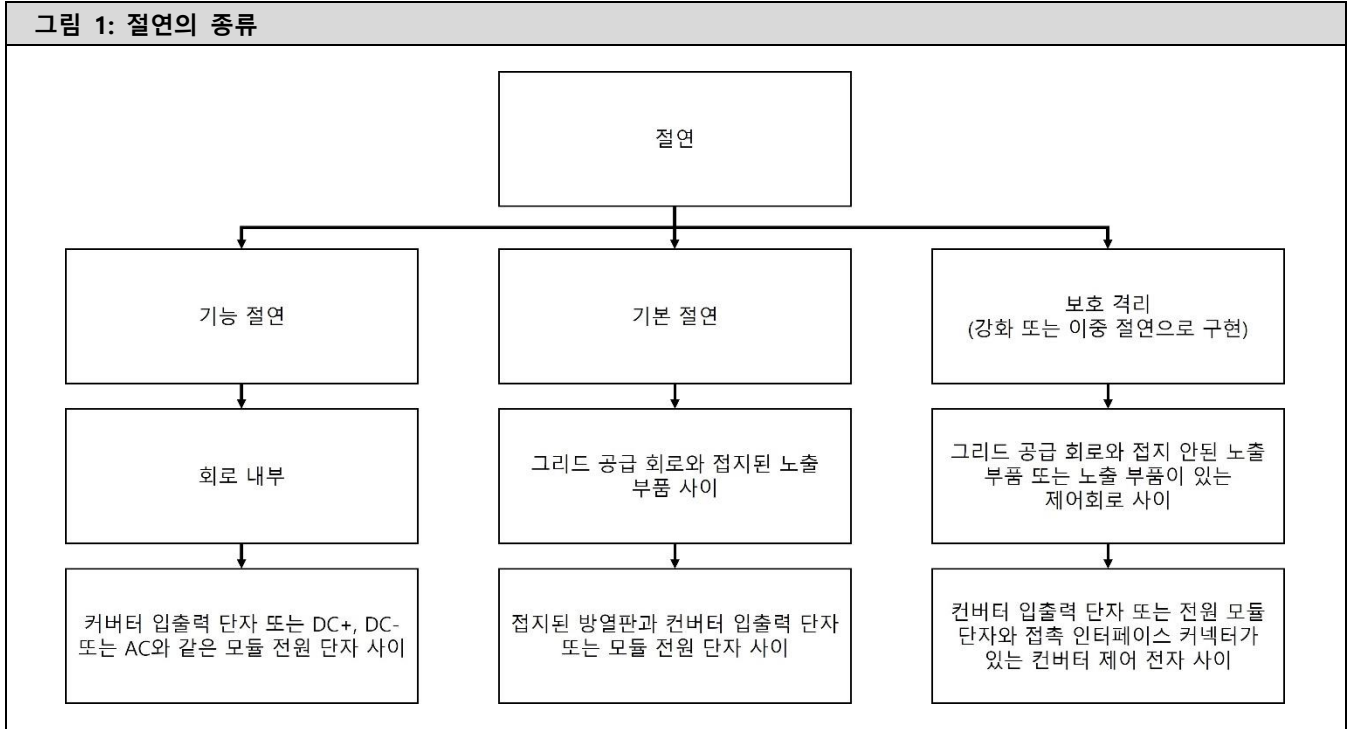 그림 1: 절연의 종류
절연
기능 절연
기본 절연
보호 격리
(강화 또는 이중 절연으로 구현)
회로 내부
그리드 공급 회로와 접지된 노출
부품 사이
그리드 공급 회로와 접지 안된 노출
부품 또는 노출 부품이 있는
제어회로 사이
커버터 입출력 단자 또는 DC+, DC-
또는 AC와 같은 모듈 전원 단자 사이
접지된 방열판과 컨버터 입출력 단자
또는 모듈 전원 단자 사이
컨버터 입출력 단자 또는 전원 모듈
단자와 접촉 인터페이스 커넥터가
있는 컨버터 제어 전자 사이